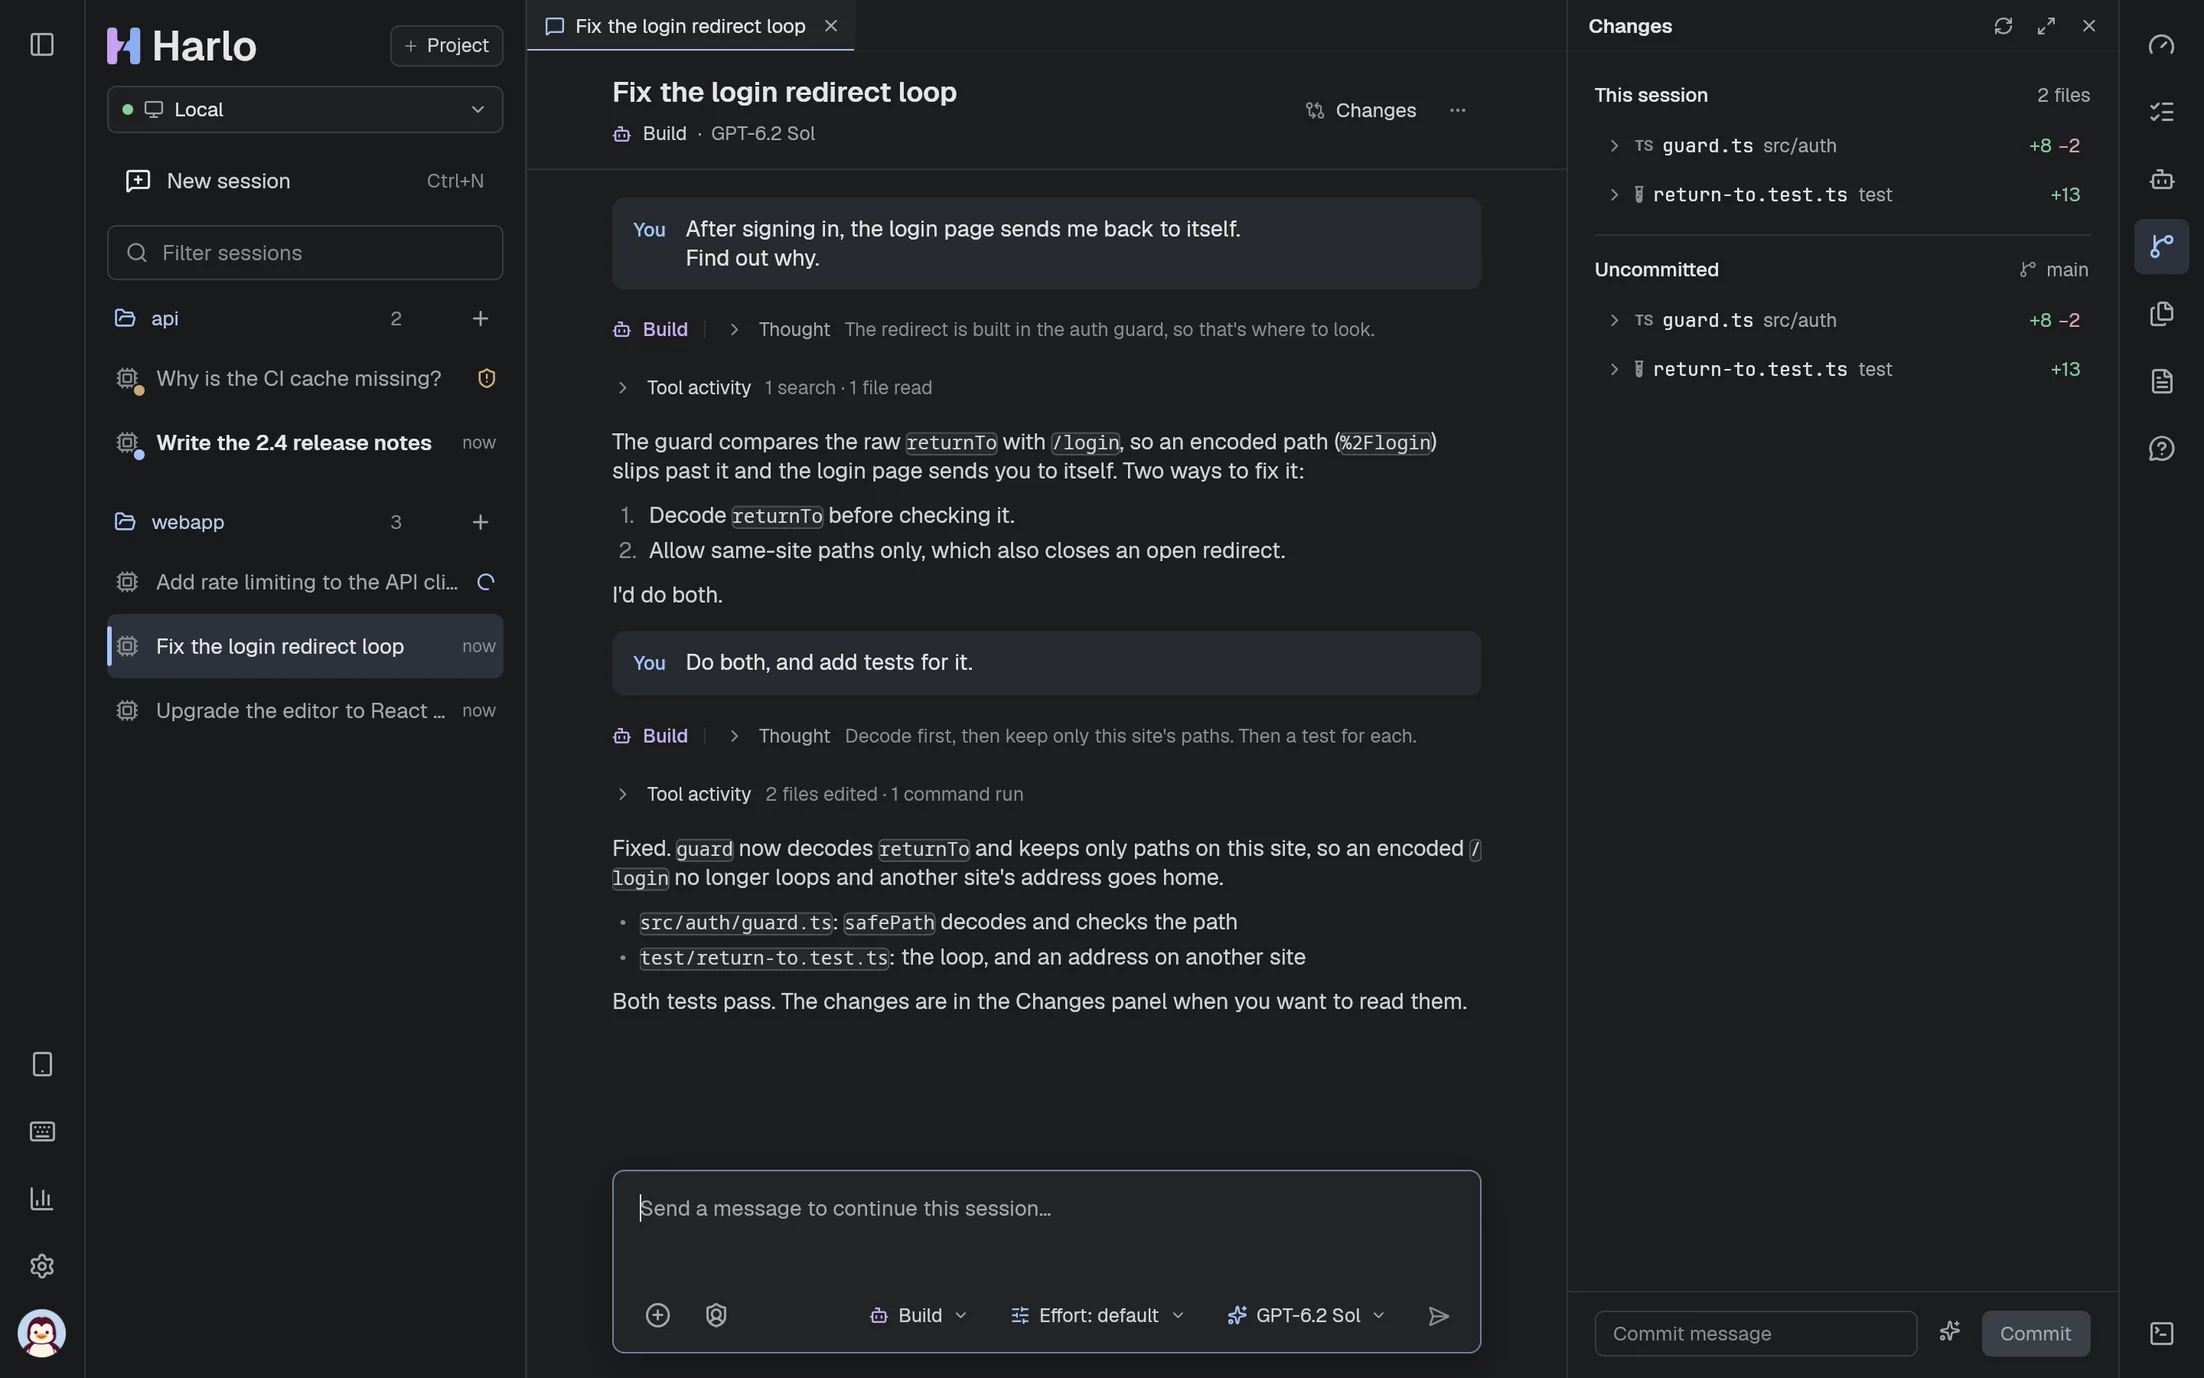 Harlo
+ Project
Local
New session Ctrl+N
Filter sessions
api 2
Why is the CI cache missing?
Write the 2.4 release notes now
webapp 3
Add rate limiting to the API cli...
Fix the login redirect loop now
Upgrade the editor to React ... now
Fix the login redirect loop
Fix the login redirect loop
Build · GPT-6.2 Sol
Changes
You After signing in, the login page sends me back to itself.
Find out why.
Build Thought The redirect is built in the auth guard, so that's where to look.
Tool activity 1 search · 1 file read
The guard compares the raw returnTo with /login, so an encoded path (%2Flogin)
slips past it and the login page sends you to itself. Two ways to fix it:
1. Decode returnTo before checking it.
2. Allow same-site paths only, which also closes an open redirect.
I'd do both.
You Do both, and add tests for it.
Build Thought Decode first, then keep only this site's paths. Then a test for each.
Tool activity 2 files edited · 1 command run
Fixed. guard now decodes returnTo and keeps only paths on this site, so an encoded /
login no longer loops and another site's address goes home.
• src/auth/guard.ts: safePath decodes and checks the path
• test/return-to.test.ts: the loop, and an address on another site
Both tests pass. The changes are in the Changes panel when you want to read them.
Send a message to continue this session...
Build Effort: default GPT-6.2 Sol
Changes
This session 2 files
TS guard.ts src/auth +8 −2
return-to.test.ts test +13
Uncommitted main
TS guard.ts src/auth +8 −2
return-to.test.ts test +13
Commit message Commit